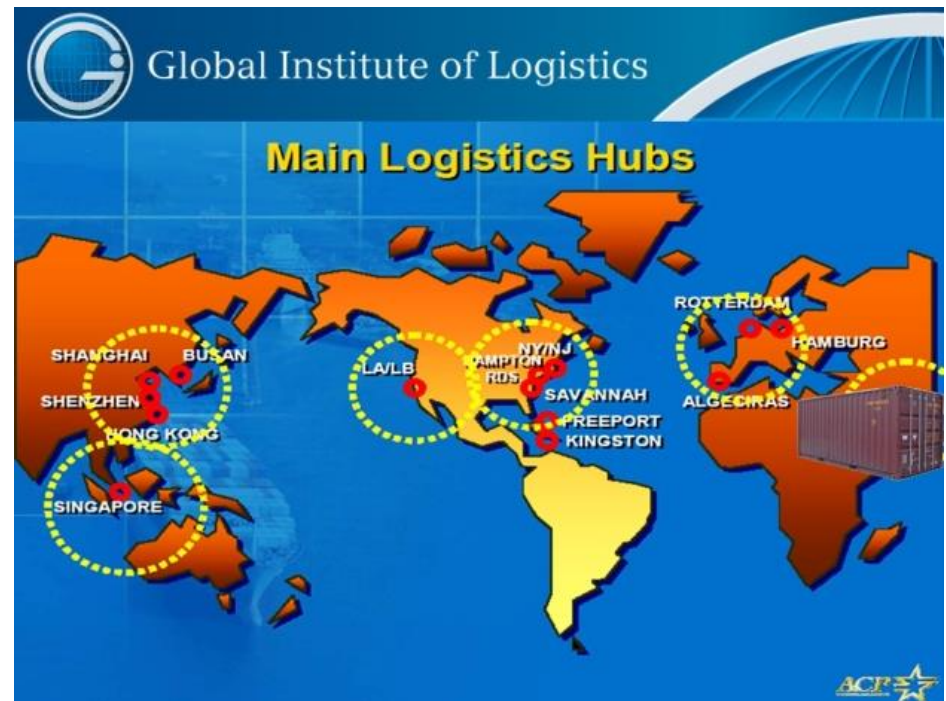 Global Institute of Logistics
Main Logistics Hubs
ROTTERDAM
HAMBURG
ALGECIRAS
SHANGHAI
BUSAN
SHENZHEN
HONG KONG
SINGAPORE
LA/LB
NY/NJ
AMPTON
RDS
SAVANNAH
FREEPORT
KINGSTON
ACP